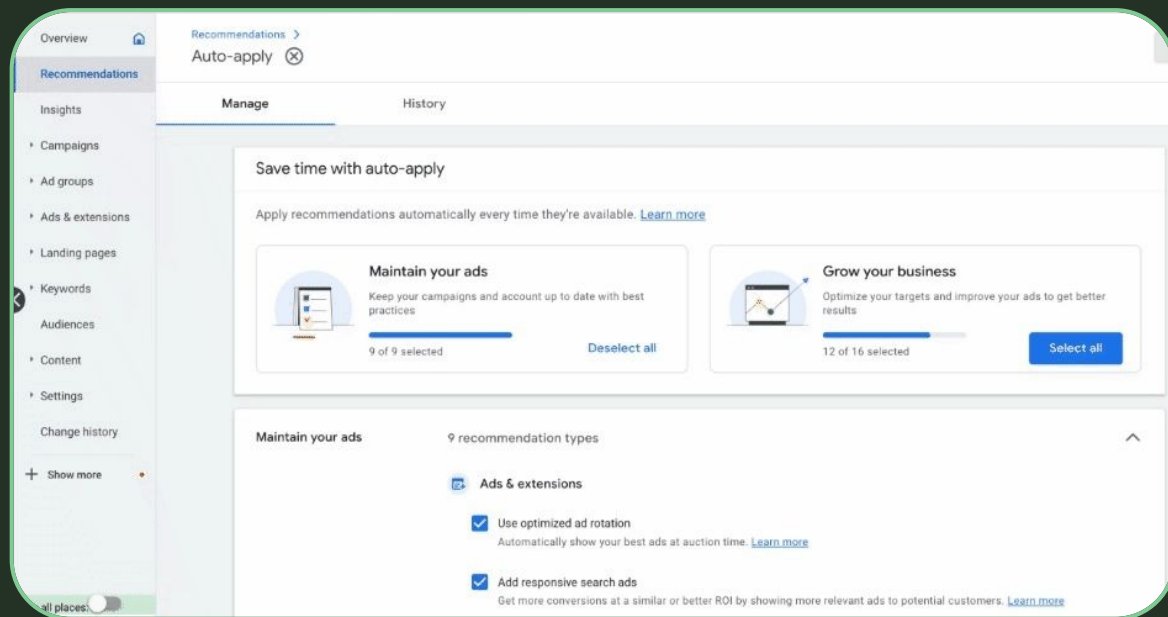 Overview
Recommendations
Insights
Campaigns
Ad groups
Ads & extensions
Landing pages
Keywords
Audiences
Content
Settings
Change history
Show more
all places:
Recommendations
Auto-apply
Manage
History
Save time with auto-apply
Apply recommendations automatically every time they're available. Learn more
Maintain your ads
Keep your campaigns and account up to date with best
practices
9 of 9 selected
Deselect all
Grow your business
Optimize your targets and improve your ads to get better
results
12 of 16 selected
Select all
Maintain your ads
9 recommendation types
Ads & extensions
Use optimized ad rotation
Automatically show your best ads at auction time. Learn more
Add responsive search ads
Get more conversions at a similar or better ROI by showing more relevant ads to potential customers. Learn more